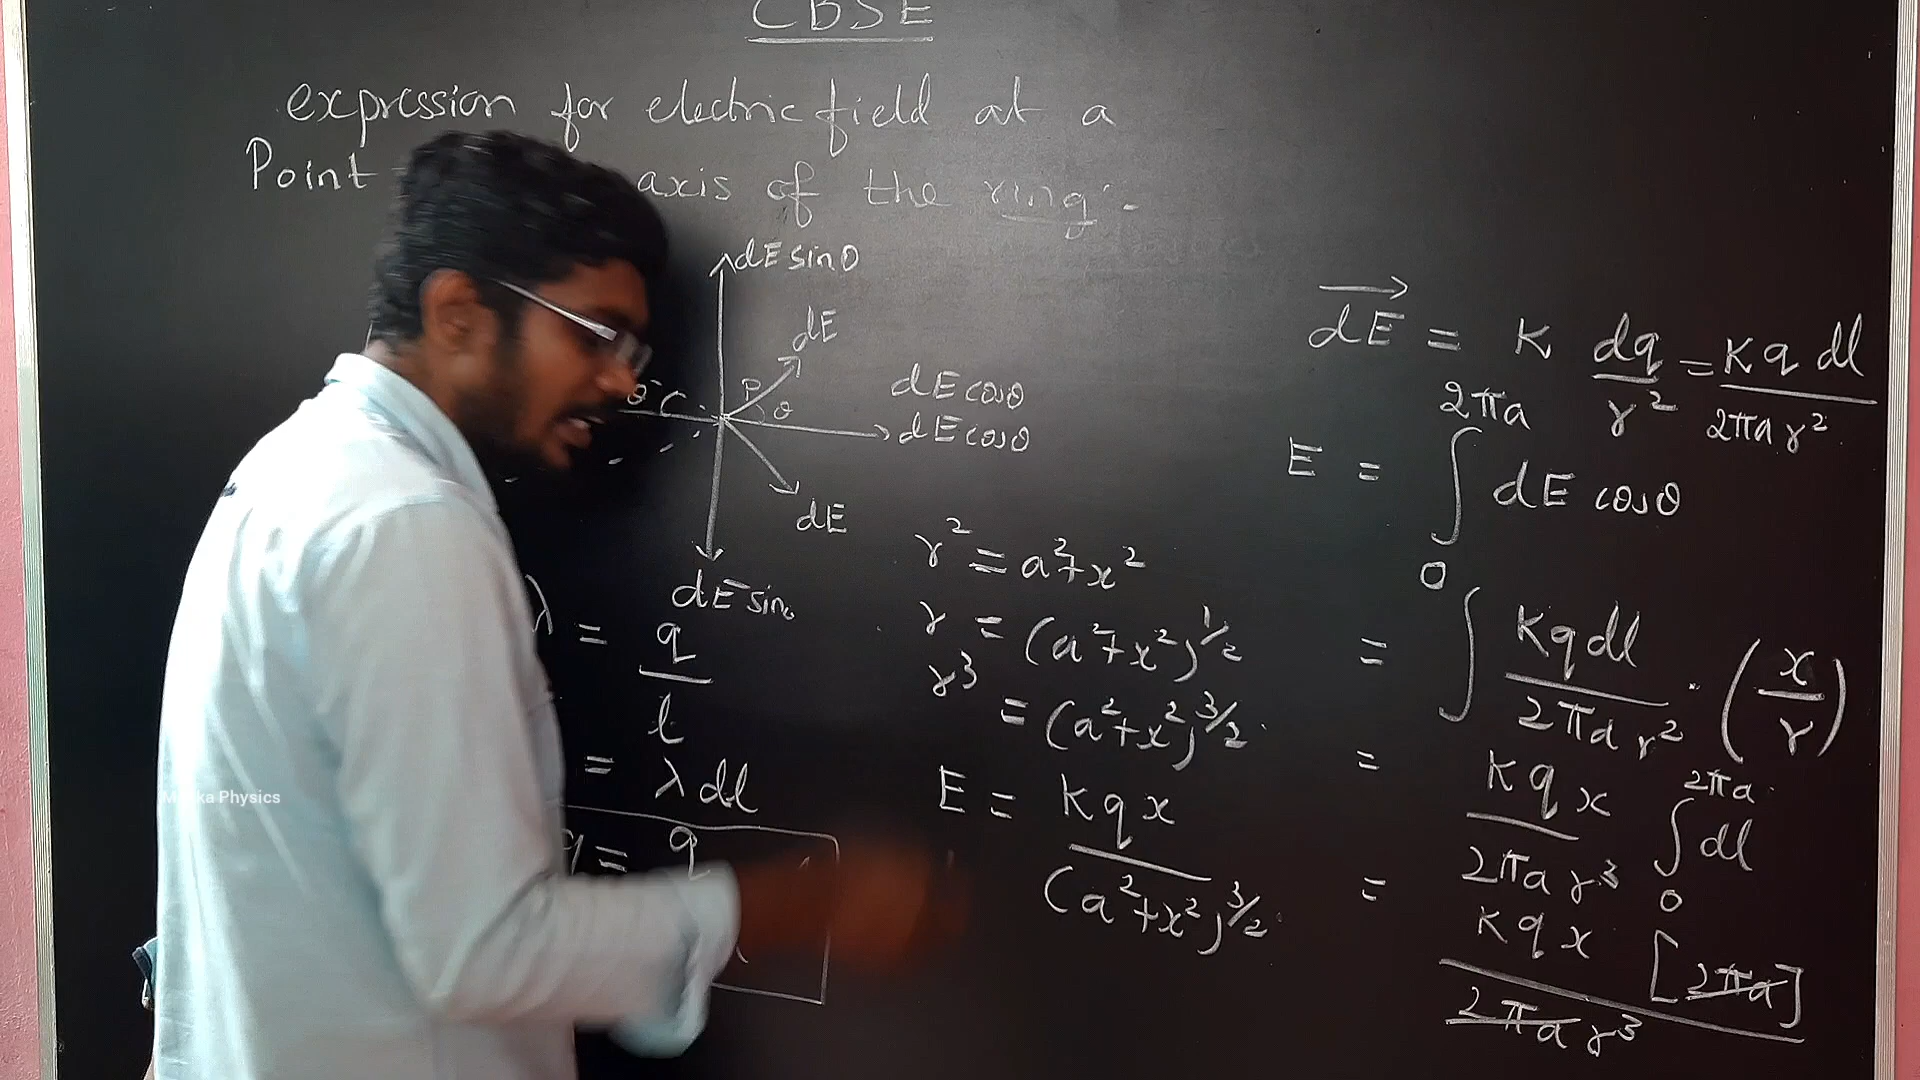 CBSE
expression for electric field at a
Point axis of the ring:-
dE sinθ
dE
P
θ
θ
dE cosθ
dE cosθ
dE
dE sinθ
λ = q/l
= λ dl
q = q
r² = a²+x²
r = (a²+x²)^1/2
r³ = (a²+x²)^3/2
E = Kqx/(a²+x²)^3/2
dE⃗ = K dq/r² = Kq dl/2πa r²
E = ∫₀^2πa dE cosθ
= ∫ Kqdl/2πa r² · (x/r)
= Kqx/2πa r³ ∫₀^2πa dl
= Kqx/2πa r³ [2πa]
Physics